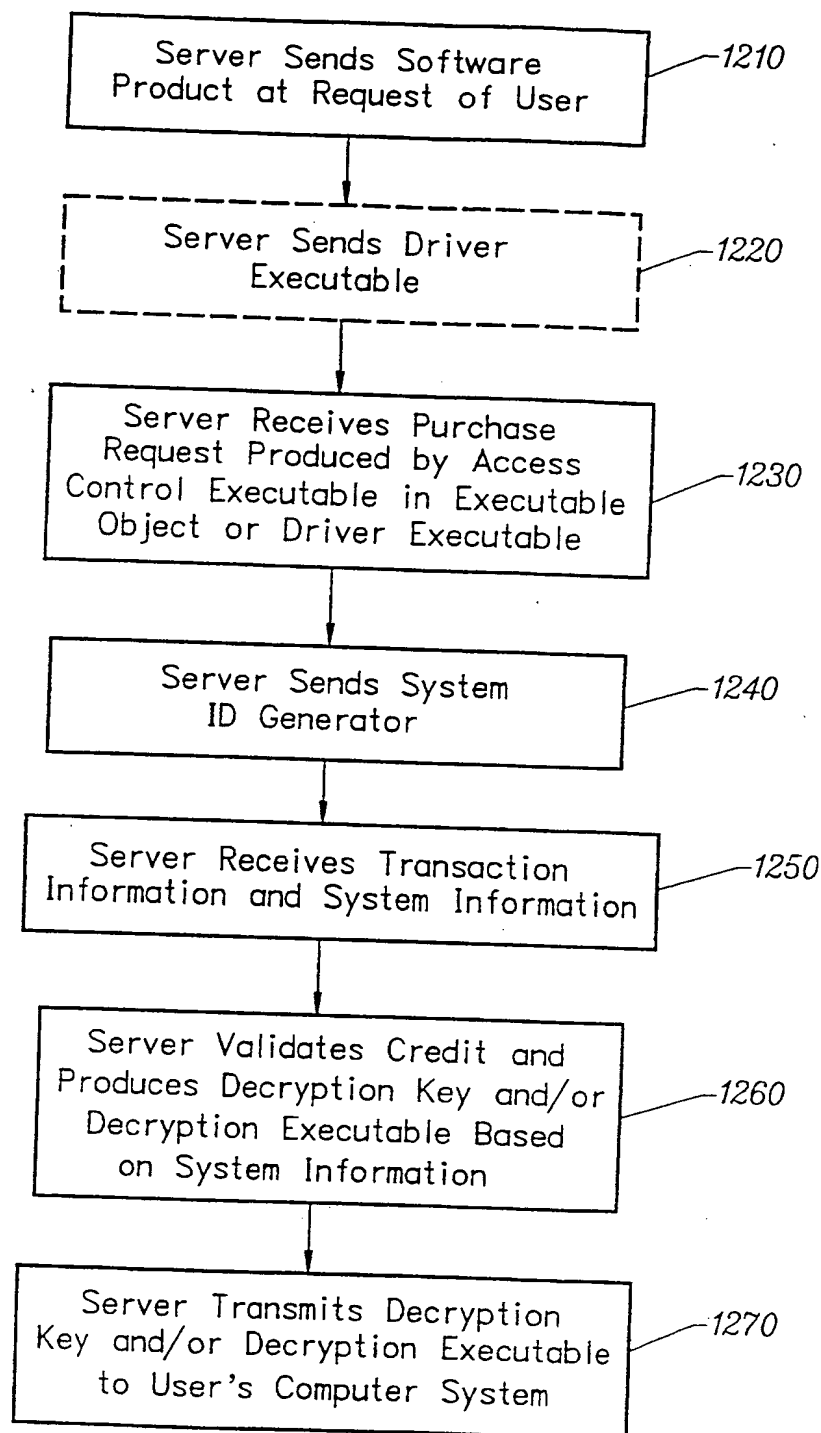 Server Sends Software
Product at Request of User
1210
Server Sends Driver
Executable
1220
Server Receives Purchase
Request Produced by Access
Control Executable in Executable
Object or Driver Executable
1230
Server Sends System
ID Generator
1240
Server Receives Transaction
Information and System Information
1250
Server Validates Credit and
Produces Decryption Key and/or
Decryption Executable Based
on System Information
1260
Server Transmits Decryption
Key and/or Decryption Executable
to User's Computer System
1270